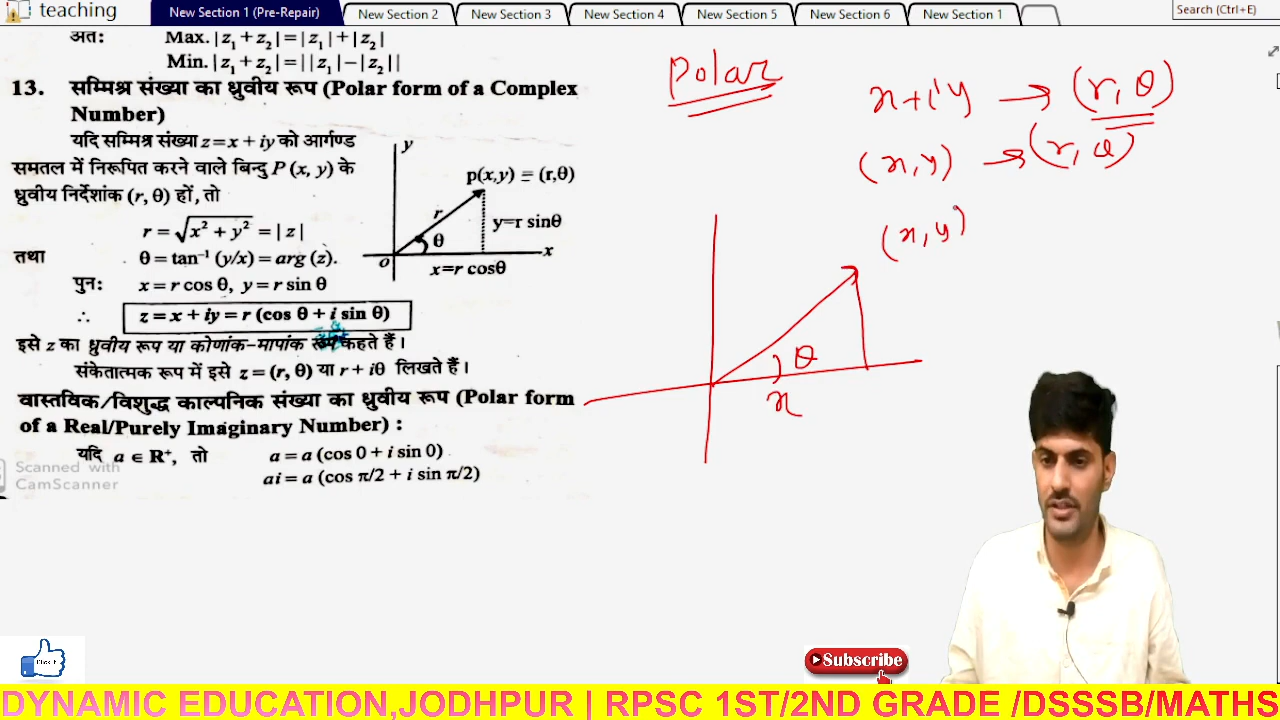 teaching
New Section 1 (Pre-Repair)
New Section 2
New Section 3
New Section 4
New Section 5
New Section 6
New Section 1
Search (Ctrl+E)
अत: Max. |z₁ + z₂| = |z₁| + |z₂|
Min. |z₁ + z₂| = ||z₁| – |z₂||
13. सम्मिश्र संख्या का ध्रुवीय रूप (Polar form of a Complex
Number)
यदि सम्मिश्र संख्या z = x + iy को आर्गण्ड
समतल में निरूपित करने वाले बिन्दु P (x, y) के
ध्रुवीय निर्देशांक (r, θ) हों, तो
r = √x² + y² = | z |
तथा θ = tan⁻¹ (y/x) = arg (z).
पुन: x = r cos θ, y = r sin θ
∴ z = x + iy = r (cos θ + i sin θ)
इसे z का ध्रुवीय रूप या कोणांक-मापांक रूप कहते हैं।
संकेतात्मक रूप में इसे z = (r, θ) या r + iθ लिखते हैं।
वास्तविक/विशुद्ध काल्पनिक संख्या का ध्रुवीय रूप (Polar form
of a Real/Purely Imaginary Number) :
यदि a ∈ R⁺, तो a = a (cos 0 + i sin 0)
ai = a (cos π/2 + i sin π/2)
y
p(x,y) = (r,θ)
r
y=r sinθ
θ
o
x
x=r cosθ
Scanned with
CamScanner
Polar
x+iy → (r, θ)
(x, y) → (r, θ)
(x, y)
θ
x
Click it
Subscribe
DYNAMIC EDUCATION,JODHPUR | RPSC 1ST/2ND GRADE /DSSSB/MATHS